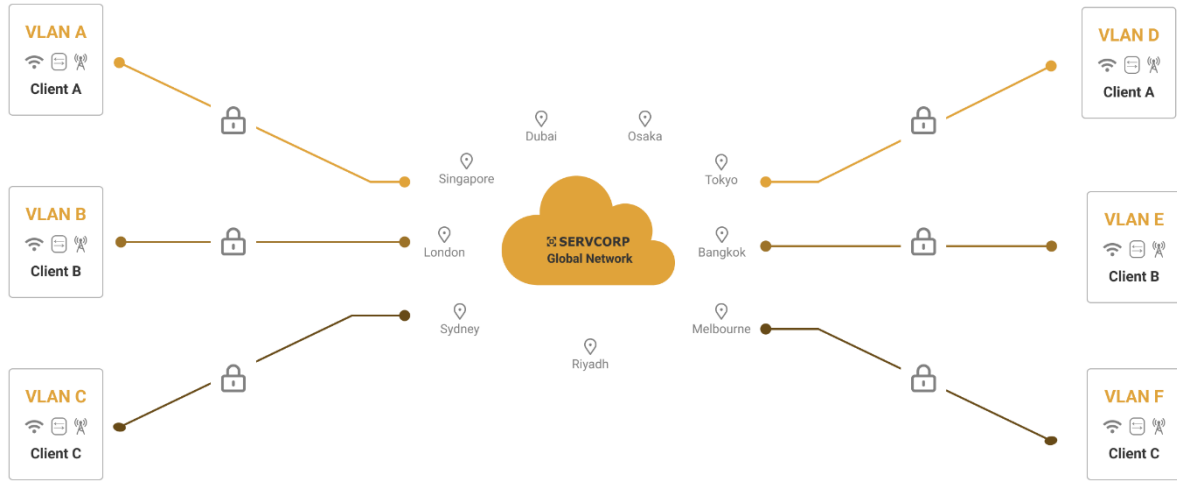 VLAN A
Client A
VLAN D
Client A
Dubai
Osaka
Singapore
Tokyo
VLAN B
Client B
London
SERVCORP
Global Network
Bangkok
VLAN E
Client B
Sydney
Melbourne
Riyadh
VLAN C
Client C
VLAN F
Client C